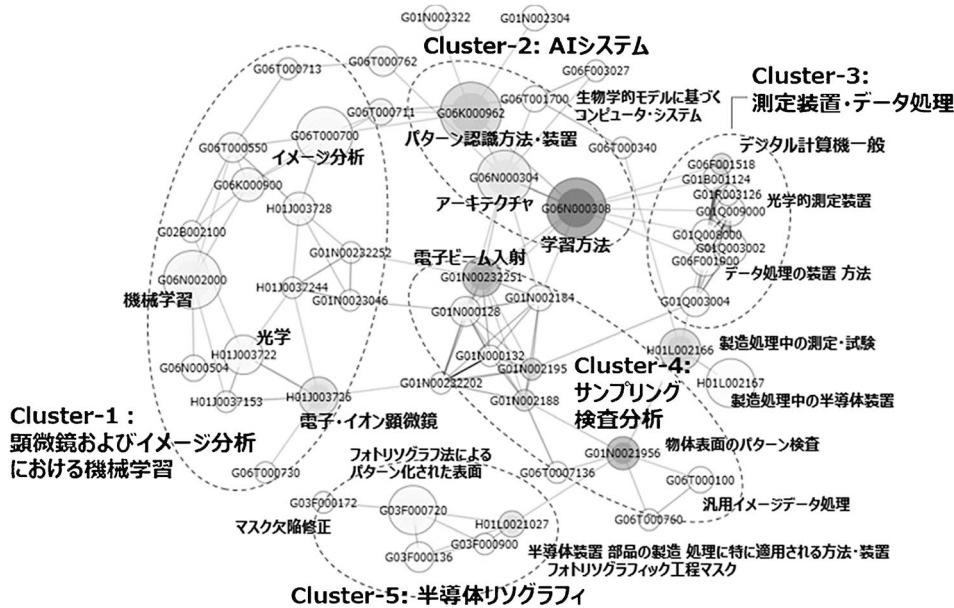 G01N002322
G01N002304
Cluster-2: AIシステム
G06T000713
G06T000762
G06F003027
Cluster-3:
測定装置・データ処理
G06T000711
G06K000962
G06T001700
生物学的モデルに基づく
コンピュータ・システム
G06T000700
パターン認識方法・装置
G06T000340
デジタル計算機一般
G06T000550
イメージ分析
G06F001518
G01B001124
G06K000900
G06N000304
G01R003126
光学的測定装置
H01J003728
アーキテクチャ
G06N000308
G01Q009000
G02B002100
学習方法
G01Q008000
G01Q003002
G01N00232252
電子ビーム入射
G06F001900
データ処理の装置 方法
G06N002000
G01N00232251
機械学習
H01J0037244
G01N0023046
G01N002184
G01Q003004
G01N000128
光学
H01J003722
G01N000132
H01L002166
製造処理中の測定・試験
G06N000504
G01N00232202
G01N002195
Cluster-4:
サンプリング
検査分析
H01L002167
製造処理中の半導体装置
H01J0037153
H01J003726
G01N002188
Cluster-1 :
顕微鏡およびイメージ分析
における機械学習
電子・イオン顕微鏡
物体表面のパターン検査
G01N0021956
フォトリソグラフ法による
パターン化された表面
G06T000730
G06T0007136
G06T000100
汎用イメージデータ処理
G03F000172
G03F000720
マスク欠陥修正
H01L0021027
G06T000760
G03F000900
G03F000136
半導体装置 部品の製造 処理に特に適用される方法・装置
フォトリソグラフィック工程マスク
Cluster-5: 半導体リソグラフィ